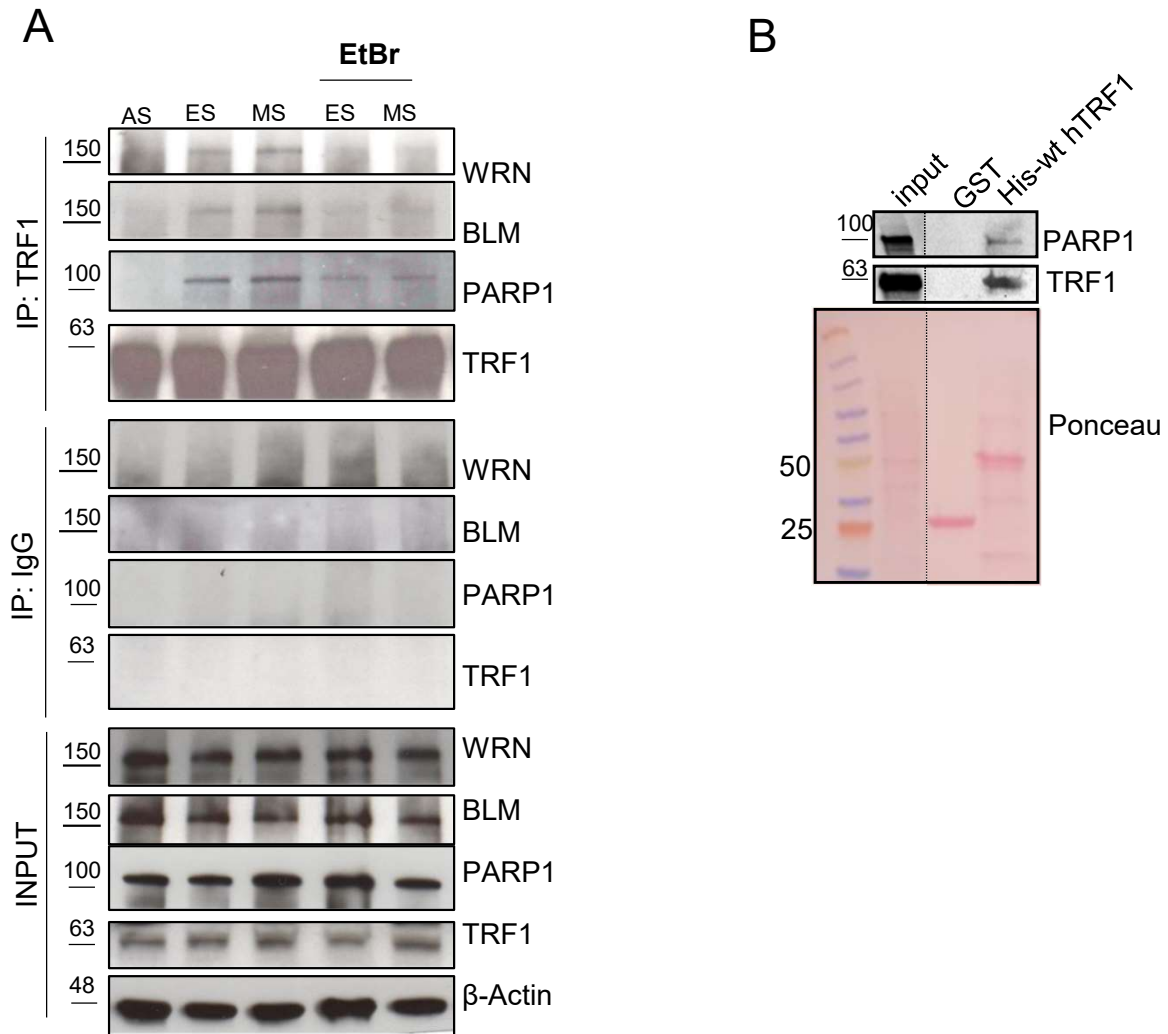 A
EtBr
AS ES MS ES MS
IP: TRF1
150 WRN
150 BLM
100 PARP1
63 TRF1
IP: IgG
150 WRN
150 BLM
100 PARP1
63 TRF1
INPUT
150 WRN
150 BLM
100 PARP1
63 TRF1
48 β-Actin
B
input GST His-wt hTRF1
100 PARP1
63 TRF1
Ponceau
50
25